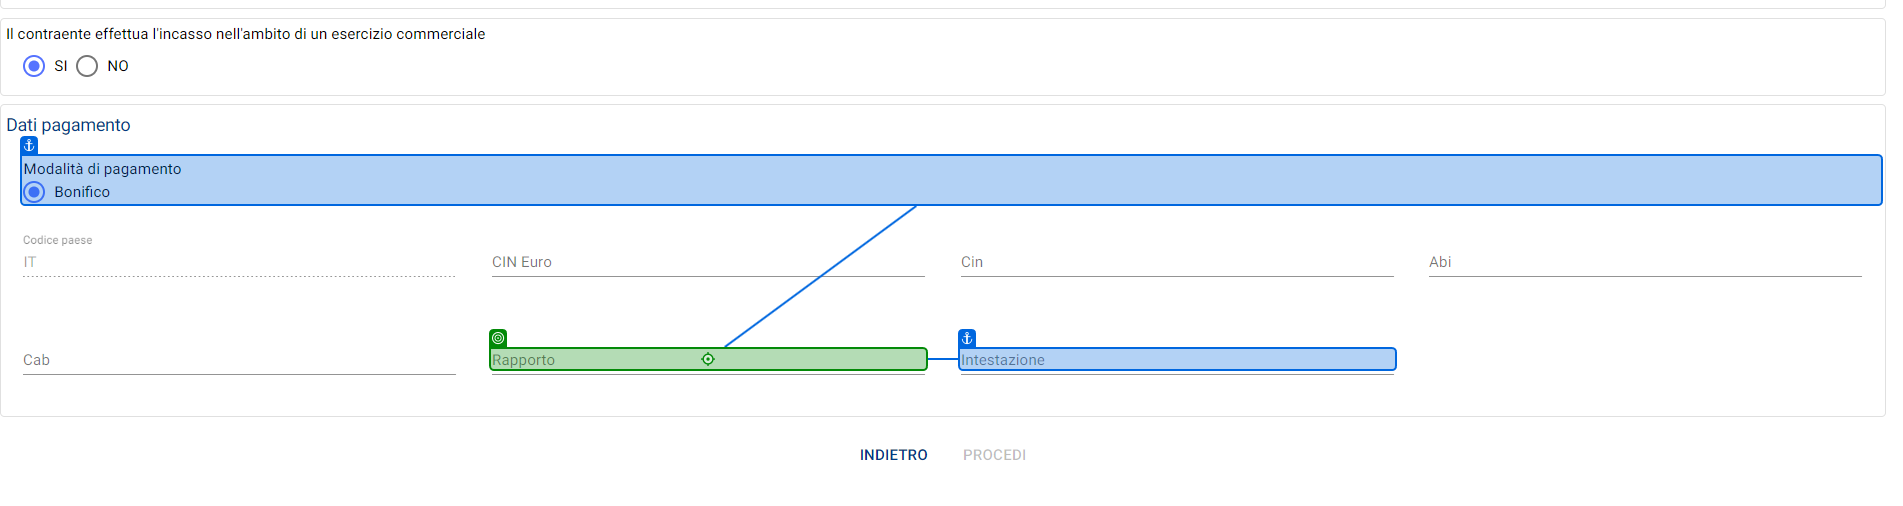 Il contraente effettua l'incasso nell'ambito di un esercizio commerciale
SI NO
Dati pagamento
Modalità di pagamento
Bonifico
Codice paese
IT CIN Euro Cin Abi
Cab Rapporto Intestazione
INDIETRO PROCEDI